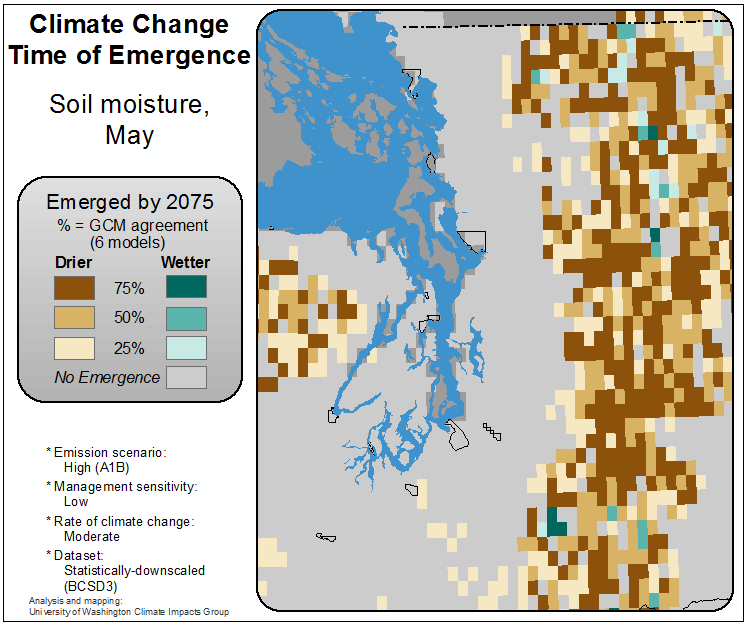 Climate Change
Time of Emergence
Soil moisture,
May
Emerged by 2075
% = GCM agreement
(6 models)
Drier Wetter
75%
50%
25%
No Emergence
* Emission scenario:
High (A1B)
* Management sensitivity:
Low
* Rate of climate change:
Moderate
* Dataset:
Statistically-downscaled
(BCSD3)
Analysis and mapping:
University of Washington Climate Impacts Group